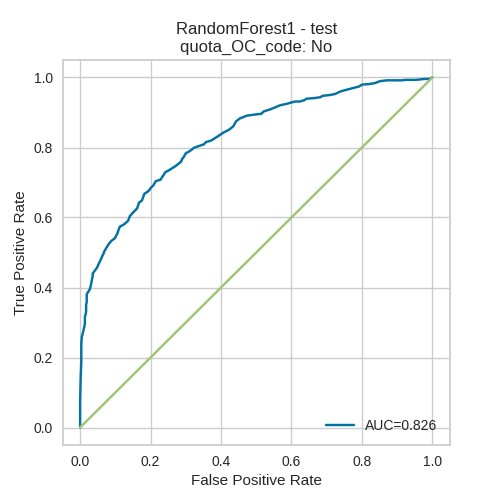 RandomForest1 - test
quota_OC_code: No
1.0
0.8
0.6
0.4
0.2
0.0
True Positive Rate
AUC=0.826
0.0 0.2 0.4 0.6 0.8 1.0
False Positive Rate